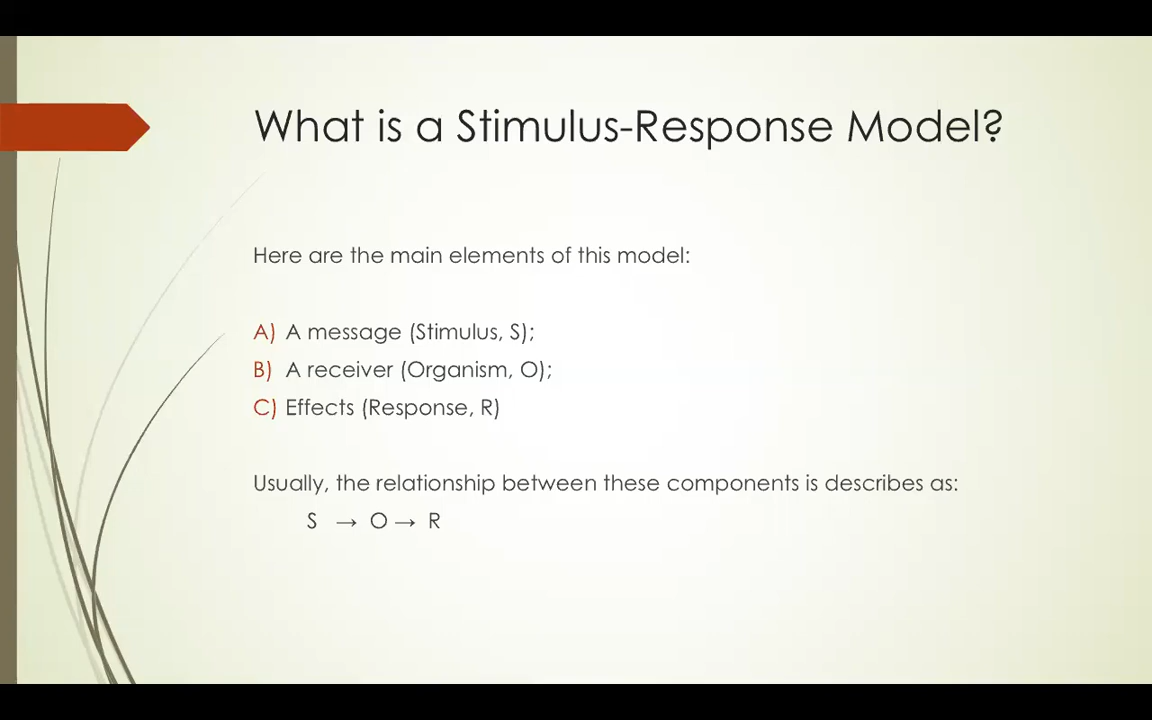 What is a Stimulus-Response Model?
Here are the main elements of this model:
A) A message (Stimulus, S);
B) A receiver (Organism, O);
C) Effects (Response, R)
Usually, the relationship between these components is describes as:
S → O → R